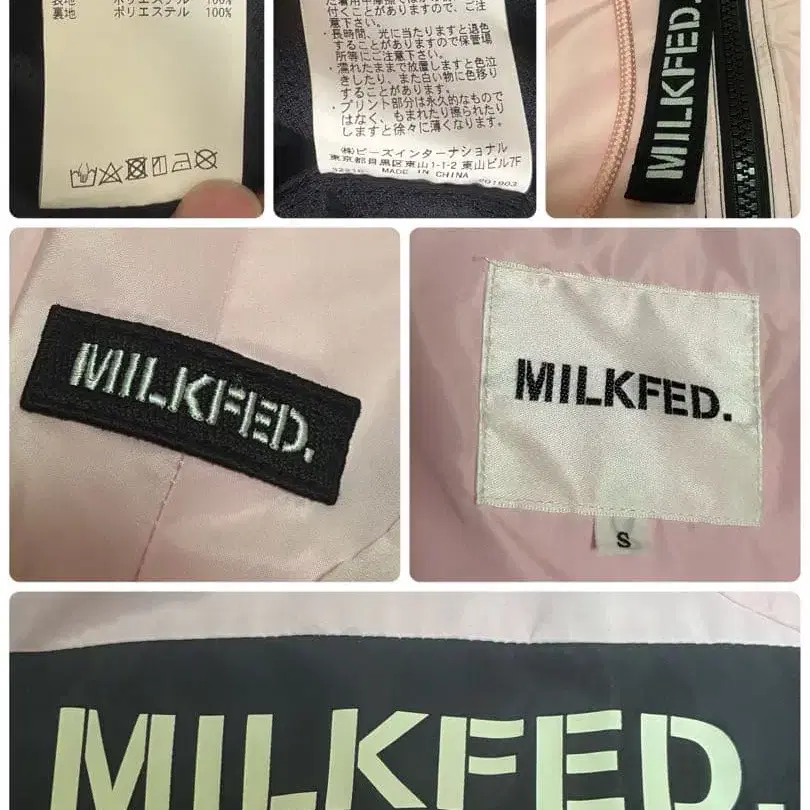 表地　ポリエステル　100%
裏地　ポリエステル　100%
付くことがありますので、ご注
意下さい。
・長時間、光に当たりますと退色
することがありますので保管場
所等にご注意下さい。
・濡れたままで放置しますと色泣
きしたり、また白い物に色移り
することがあります。
・プリント部分は永久的なもので
はなく、もまれたり擦られたり
しますと徐々に薄くなります。
㈱ビーズインターナショナル
東京都目黒区東山1-1-2 東山ビル7F
MADE IN CHINA 201903
MILKFED.
MILKFED.
MILKFED.
S
MILKFED.